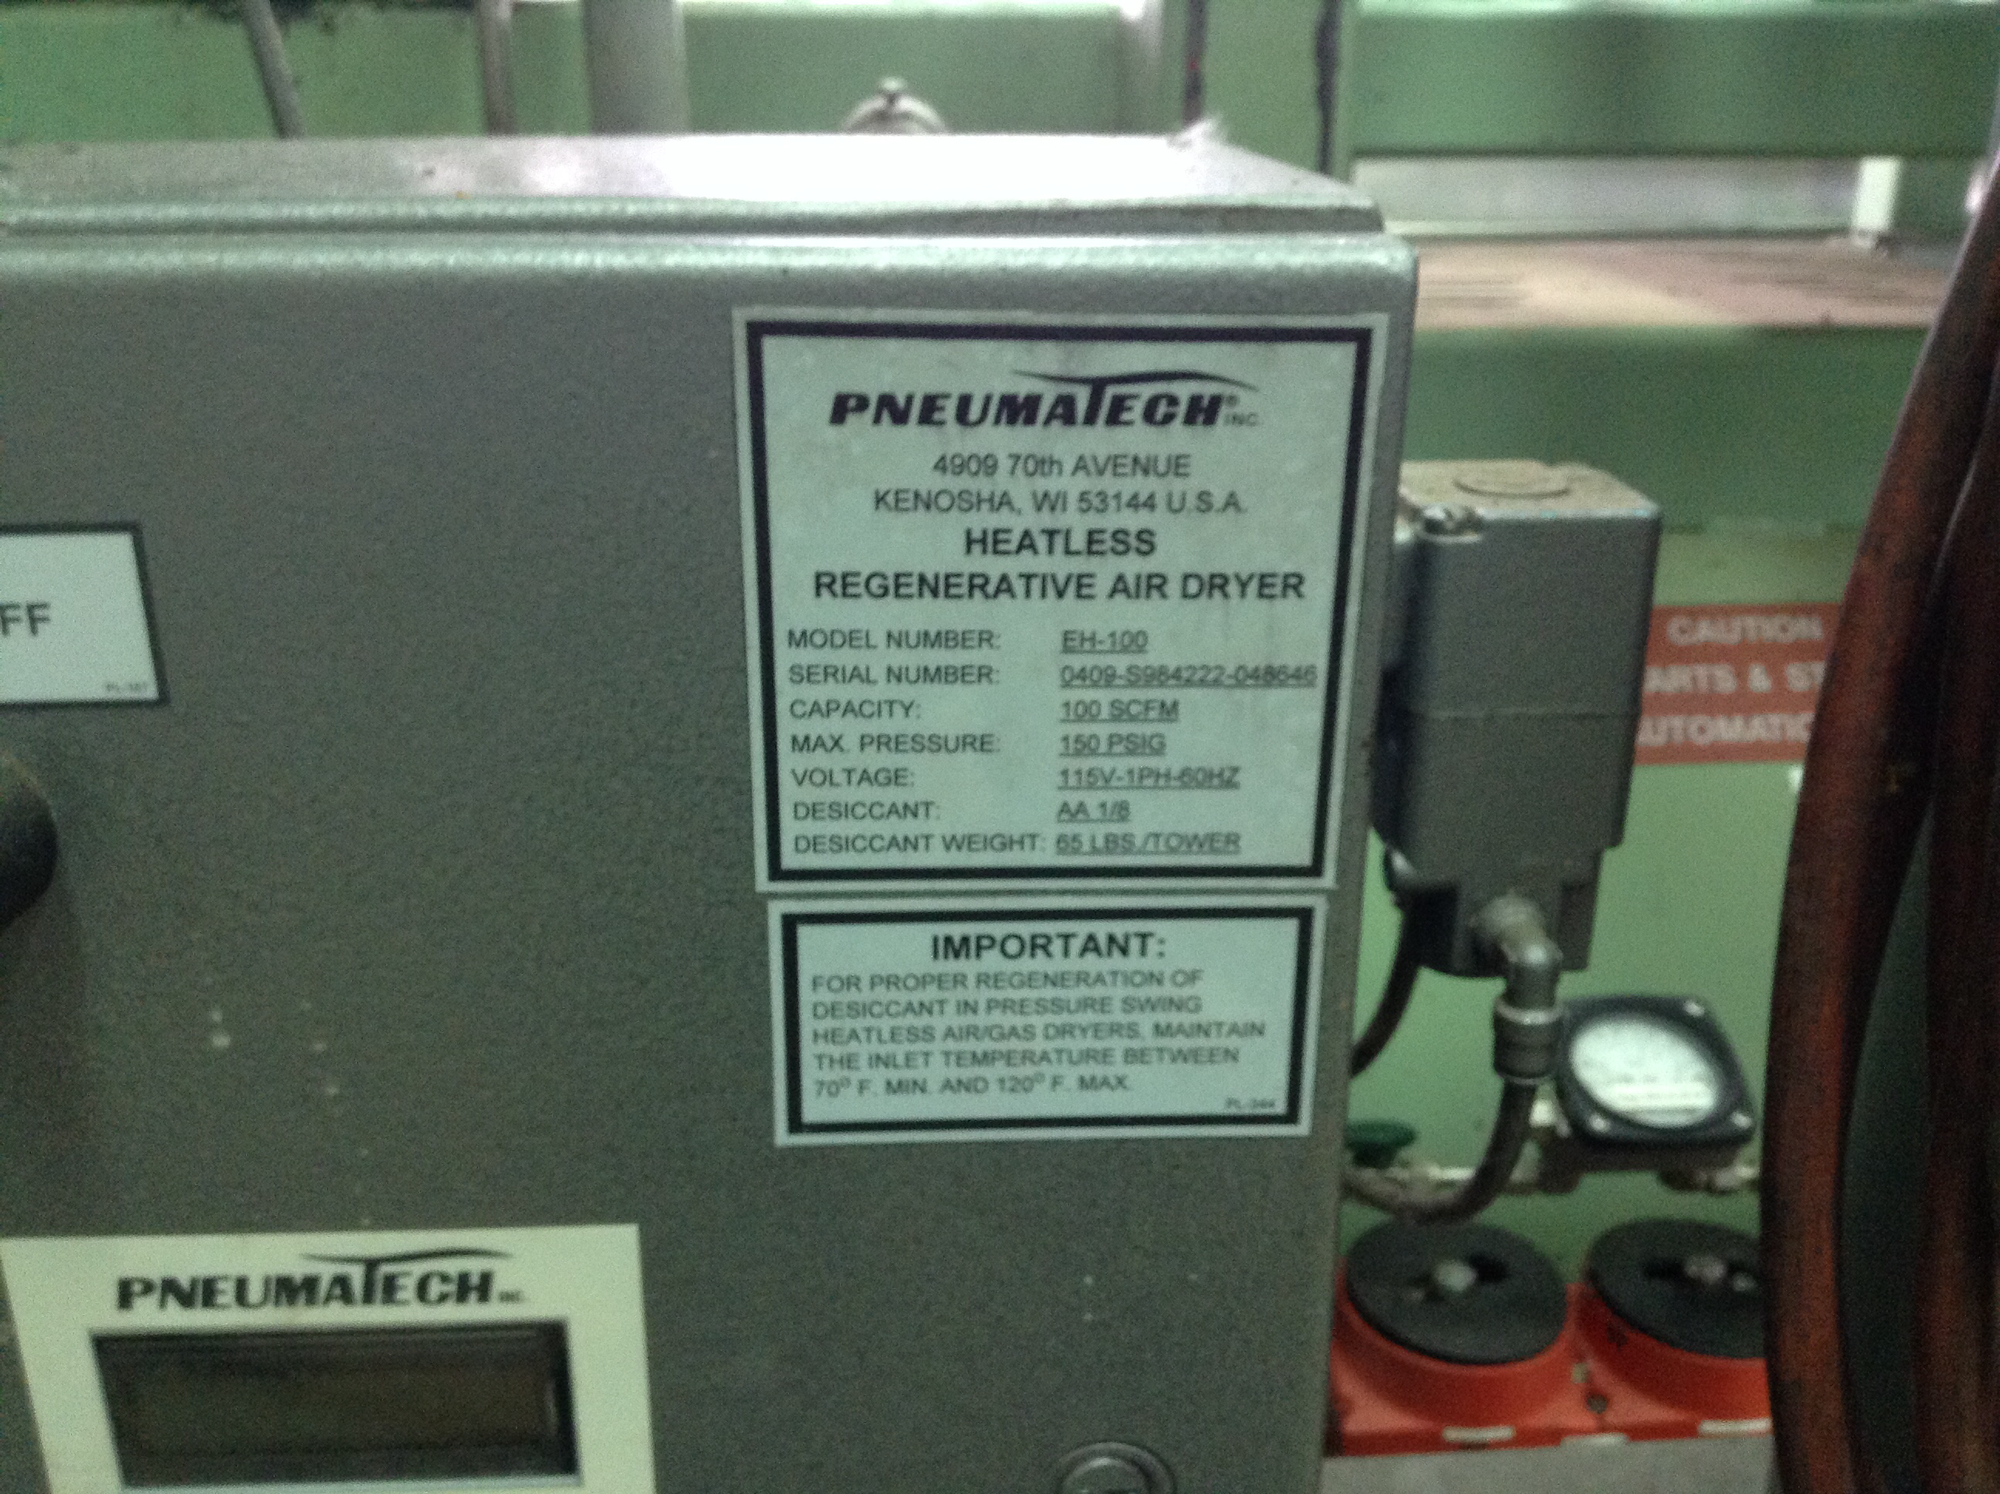 PNEUMATECH® INC.
4909 70th AVENUE
KENOSHA, WI 53144 U.S.A.
HEATLESS
REGENERATIVE AIR DRYER
MODEL NUMBER: EH-100
SERIAL NUMBER: 0409-S984222-048646
CAPACITY: 100 SCFM
MAX. PRESSURE: 150 PSIG
VOLTAGE: 115V-1PH-60HZ
DESICCANT: AA 1/8
DESICCANT WEIGHT: 65 LBS./TOWER
IMPORTANT:
FOR PROPER REGENERATION OF
DESICCANT IN PRESSURE SWING
HEATLESS AIR/GAS DRYERS, MAINTAIN
THE INLET TEMPERATURE BETWEEN
70° F. MIN. AND 120° F. MAX.
FF
CAUTION
ARTS & ST
UTOMATIC
PNEUMATECH INC.